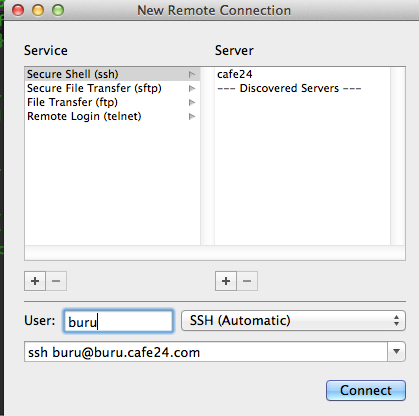 New Remote Connection
Service
Server
Secure Shell (ssh)
Secure File Transfer (sftp)
File Transfer (ftp)
Remote Login (telnet)
cafe24
--- Discovered Servers ---
+ −
+ −
User: buru SSH (Automatic)
ssh buru@buru.cafe24.com
Connect